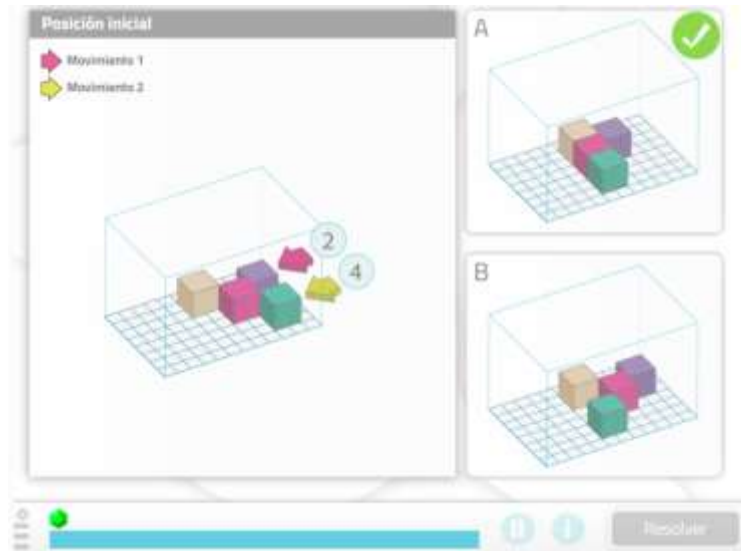 Posición inicial
Movimiento 1
Movimiento 2
2
4
A
B
Resolver